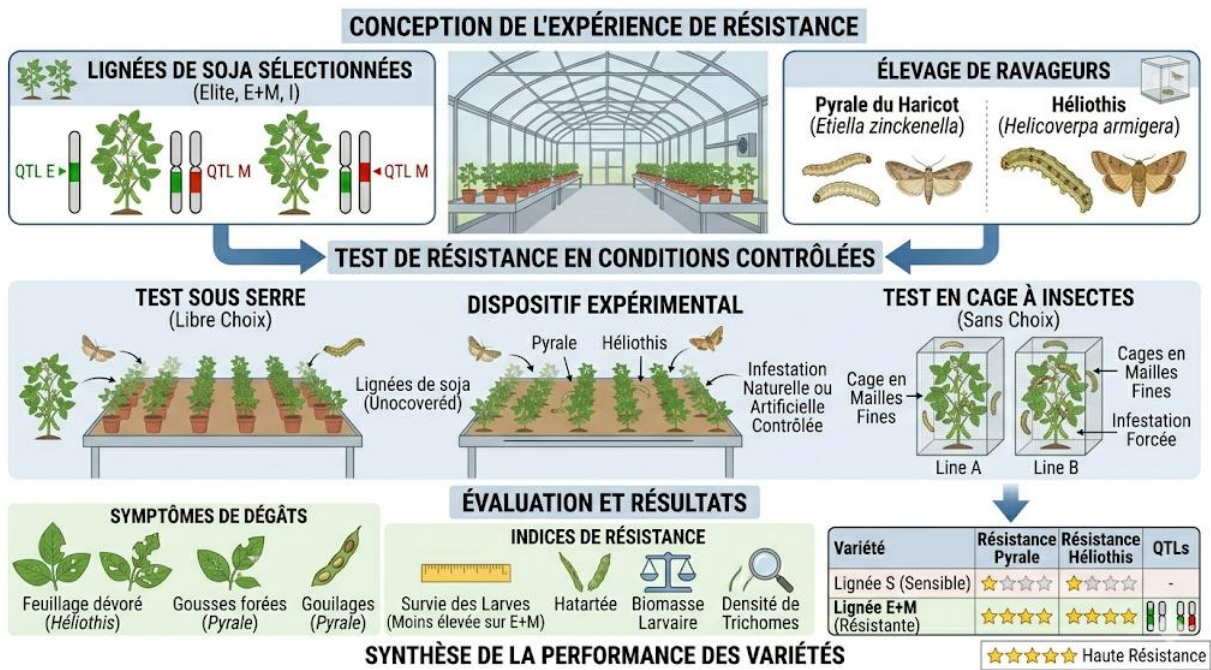 CONCEPTION DE L'EXPÉRIENCE DE RÉSISTANCE
LIGNÉES DE SOJA SÉLECTIONNÉES
(Elite, E+M, I)
QTL E
QTL M
QTL M
ÉLEVAGE DE RAVAGEURS
Pyrale du Haricot
(Etiella zinckenella)
Héliothis
(Helicoverpa armigera)
TEST DE RÉSISTANCE EN CONDITIONS CONTRÔLÉES
TEST SOUS SERRE
(Libre Choix)
Lignées de soja
(Unocoveréd)
DISPOSITIF EXPÉRIMENTAL
Pyrale
Héliothis
Infestation
Naturelle ou
Artificielle
Contrôlée
TEST EN CAGE À INSECTES
(Sans Choix)
Cage en
Mailles
Fines
Cages en
Mailles
Fines
Infestation
Forcée
Line A
Line B
ÉVALUATION ET RÉSULTATS
SYMPTÔMES DE DÉGÂTS
Feuillage dévoré
(Héliothis)
Gousses forées
(Pyrale)
Gouilages
(Pyrale)
INDICES DE RÉSISTANCE
Survie des Larves
(Moins élevée sur E+M)
Hatartée
Biomasse
Larvaire
Densité de
Trichomes
Variété
Résistance
Pyrale
Résistance
Héliothis
QTLs
Lignée S (Sensible)
-
Lignée E+M
(Résistante)
SYNTHÈSE DE LA PERFORMANCE DES VARIÉTÉS
Haute Résistance